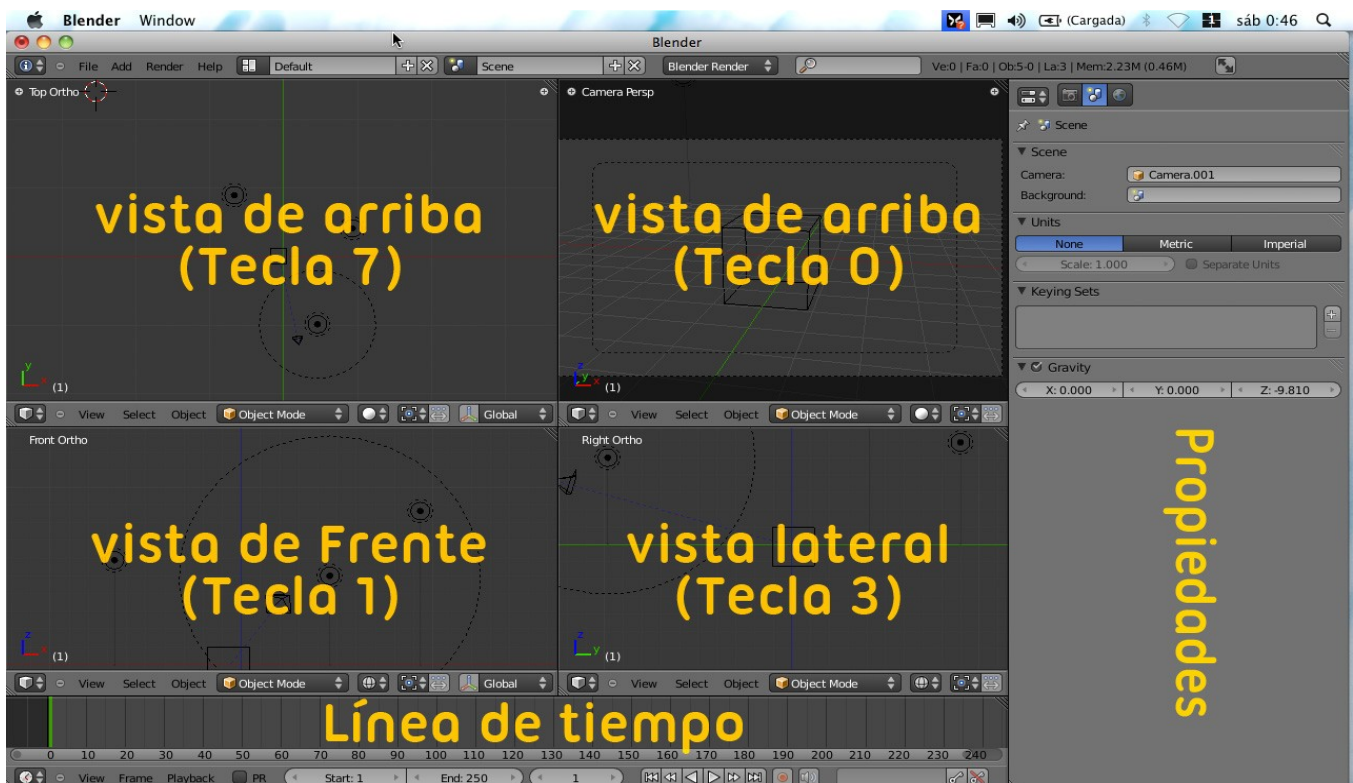 Blender Window (Cargada) 1 sáb 0:46
Blender
File Add Render Help Default Scene Blender Render Ve:0 | Fa:0 | Ob:5-0 | La:3 | Mem:2.23M (0.46M)
Top Ortho
vista de arriba
(Tecla 7)
y
x
(1)
View Select Object Object Mode Global
Camera Persp
vista de arriba
(Tecla 0)
z
y x
(1)
View Select Object Object Mode
Front Ortho
vista de Frente
(Tecla 1)
z
x
(1)
View Select Object Object Mode Global
Right Ortho
vista lateral
(Tecla 3)
z
y
(1)
View Select Object Object Mode
Scene
Scene
Camera: Camera.001
Background:
Units
None Metric Imperial
Scale: 1.000 Separate Units
Keying Sets
Gravity
X: 0.000 Y: 0.000 Z: -9.810
Propiedades
Línea de tiempo
0 10 20 30 40 50 60 70 80 90 100 110 120 130 140 150 160 170 180 190 200 210 220 230 240
View Frame Playback PR Start: 1 End: 250 1